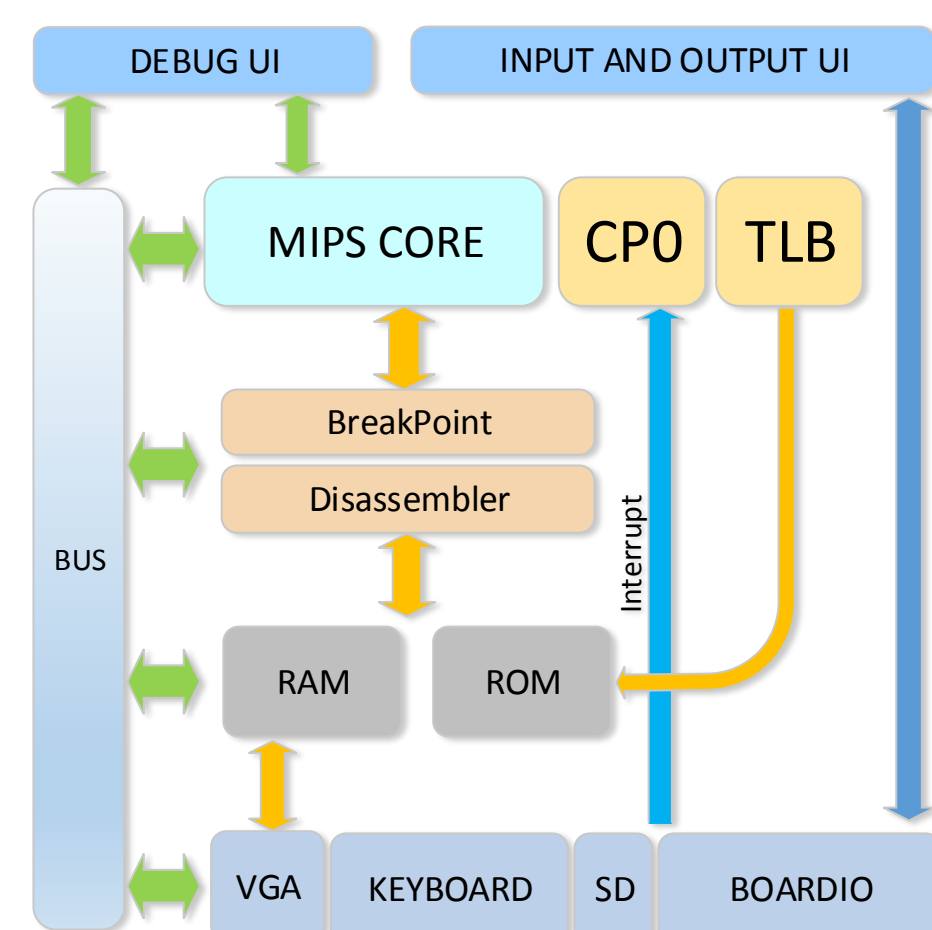 DEBUG UI
INPUT AND OUTPUT UI
MIPS CORE
CP0
TLB
BreakPoint
Disassembler
BUS
Interrupt
RAM
ROM
VGA
KEYBOARD
SD
BOARDIO